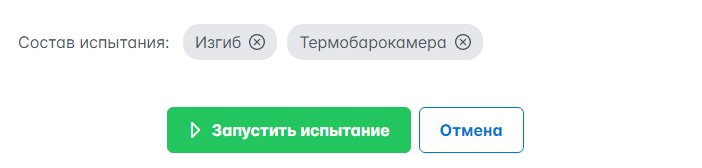 Состав испытания: Изгиб Термобарокамера
Запустить испытание Отмена